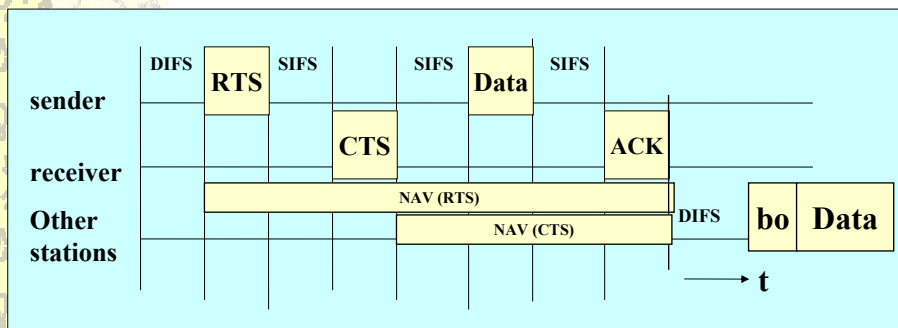 DIFS RTS SIFS SIFS Data SIFS
sender
CTS ACK
receiver
NAV (RTS)
Other stations
NAV (CTS)
DIFS bo Data
t